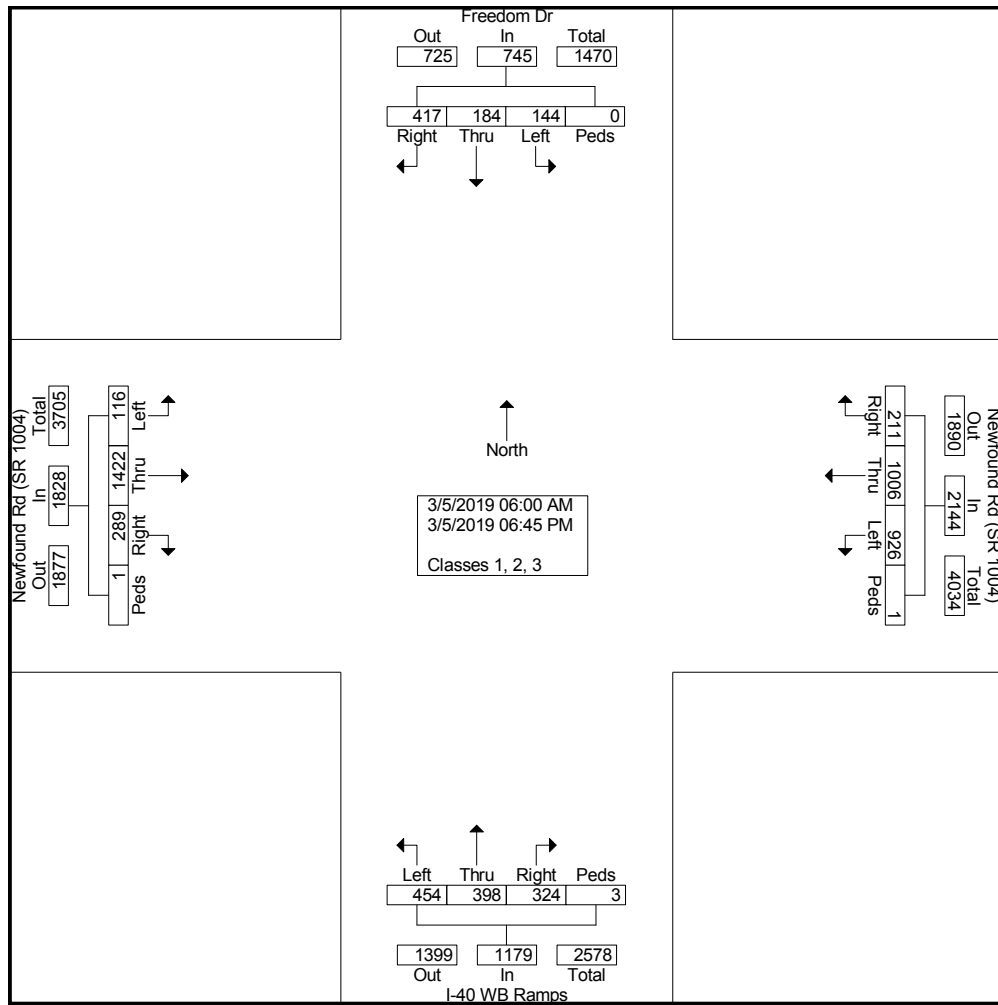 Freedom Dr
Out In Total
725 745 1470
417 184 144 0
Right Thru Left Peds
Newfound Rd (SR 1004)
Total In Out
3705 1828 1877
116 1422 289 1
Left Thru Right Peds
North
3/5/2019 06:00 AM
3/5/2019 06:45 PM
Classes 1, 2, 3
Newfound Rd (SR 1004)
Out In Total
1890 2144 4034
211 1006 926 1
Right Thru Left Peds
Left Thru Right Peds
454 398 324 3
1399 1179 2578
Out In Total
I-40 WB Ramps